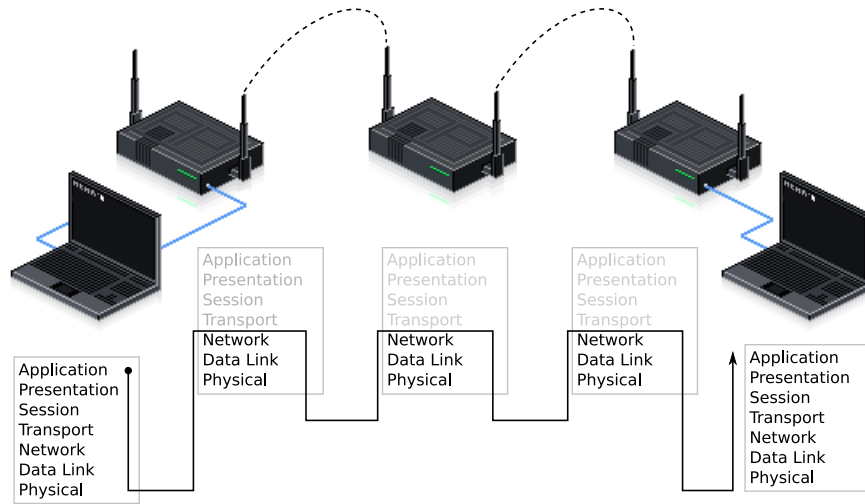 Application
Presentation
Session
Transport
Network
Data Link
Physical
Application
Presentation
Session
Transport
Network
Data Link
Physical
Application
Presentation
Session
Transport
Network
Data Link
Physical
Application
Presentation
Session
Transport
Network
Data Link
Physical
Application
Presentation
Session
Transport
Network
Data Link
Physical